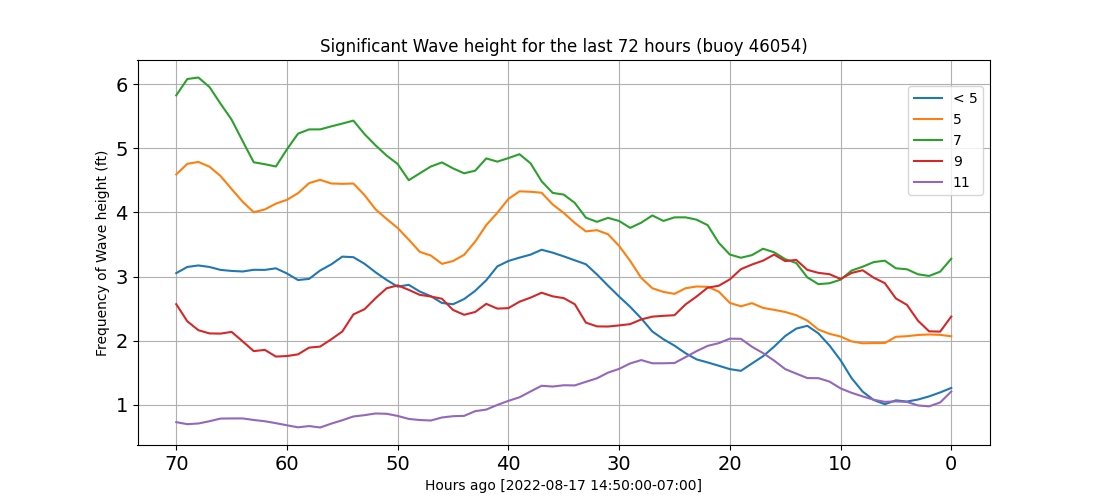 Significant Wave height for the last 72 hours (buoy 46054)
Frequency of Wave height (ft)
6
5
4
3
2
1
< 5
5
7
9
11
70 60 50 40 30 20 10 0
Hours ago [2022-08-17 14:50:00-07:00]